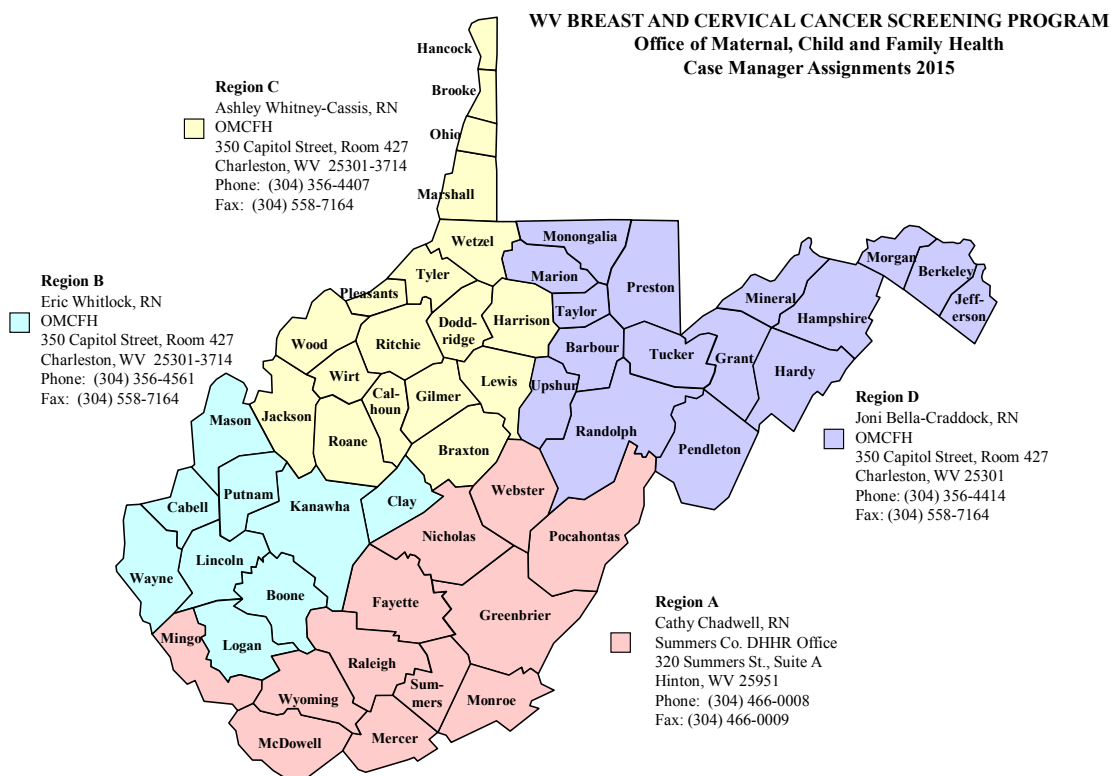 WV BREAST AND CERVICAL CANCER SCREENING PROGRAM
Office of Maternal, Child and Family Health
Case Manager Assignments 2015
Region C
Ashley Whitney-Cassis, RN
OMCFH
350 Capitol Street, Room 427
Charleston, WV 25301-3714
Phone: (304) 356-4407
Fax: (304) 558-7164
Region B
Eric Whitlock, RN
OMCFH
350 Capitol Street, Room 427
Charleston, WV 25301-3714
Phone: (304) 356-4561
Fax: (304) 558-7164
Region D
Joni Bella-Craddock, RN
OMCFH
350 Capitol Street, Room 427
Charleston, WV 25301
Phone: (304) 356-4414
Fax: (304) 558-7164
Region A
Cathy Chadwell, RN
Summers Co. DHHR Office
320 Summers St., Suite A
Hinton, WV 25951
Phone: (304) 466-0008
Fax: (304) 466-0009
Hancock
Brooke
Ohio
Marshall
Wetzel
Monongalia
Marion
Preston
Morgan
Berkeley
Jeff-
erson
Mineral
Hampshire
Tyler
Pleasants
Dodd-
ridge
Harrison
Taylor
Barbour
Tucker
Grant
Hardy
Wood
Ritchie
Wirt
Cal-
houn
Gilmer
Lewis
Upshur
Randolph
Pendleton
Jackson
Roane
Braxton
Mason
Putnam
Kanawha
Clay
Webster
Cabell
Nicholas
Pocahontas
Wayne
Lincoln
Boone
Fayette
Greenbrier
Mingo
Logan
Raleigh
Sum-
mers
Monroe
Wyoming
McDowell
Mercer